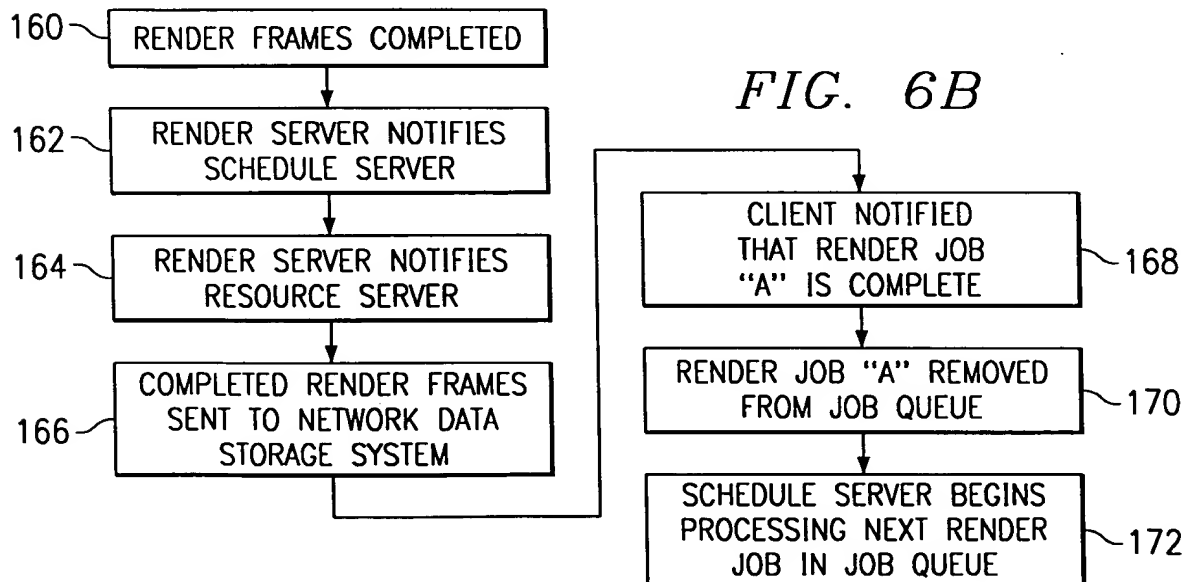 160
RENDER FRAMES COMPLETED
FIG. 6B
162
RENDER SERVER NOTIFIES
SCHEDULE SERVER
164
RENDER SERVER NOTIFIES
RESOURCE SERVER
166
COMPLETED RENDER FRAMES
SENT TO NETWORK DATA
STORAGE SYSTEM
CLIENT NOTIFIED
THAT RENDER JOB
“A” IS COMPLETE
168
RENDER JOB “A” REMOVED
FROM JOB QUEUE
170
SCHEDULE SERVER BEGINS
PROCESSING NEXT RENDER
JOB IN JOB QUEUE
172